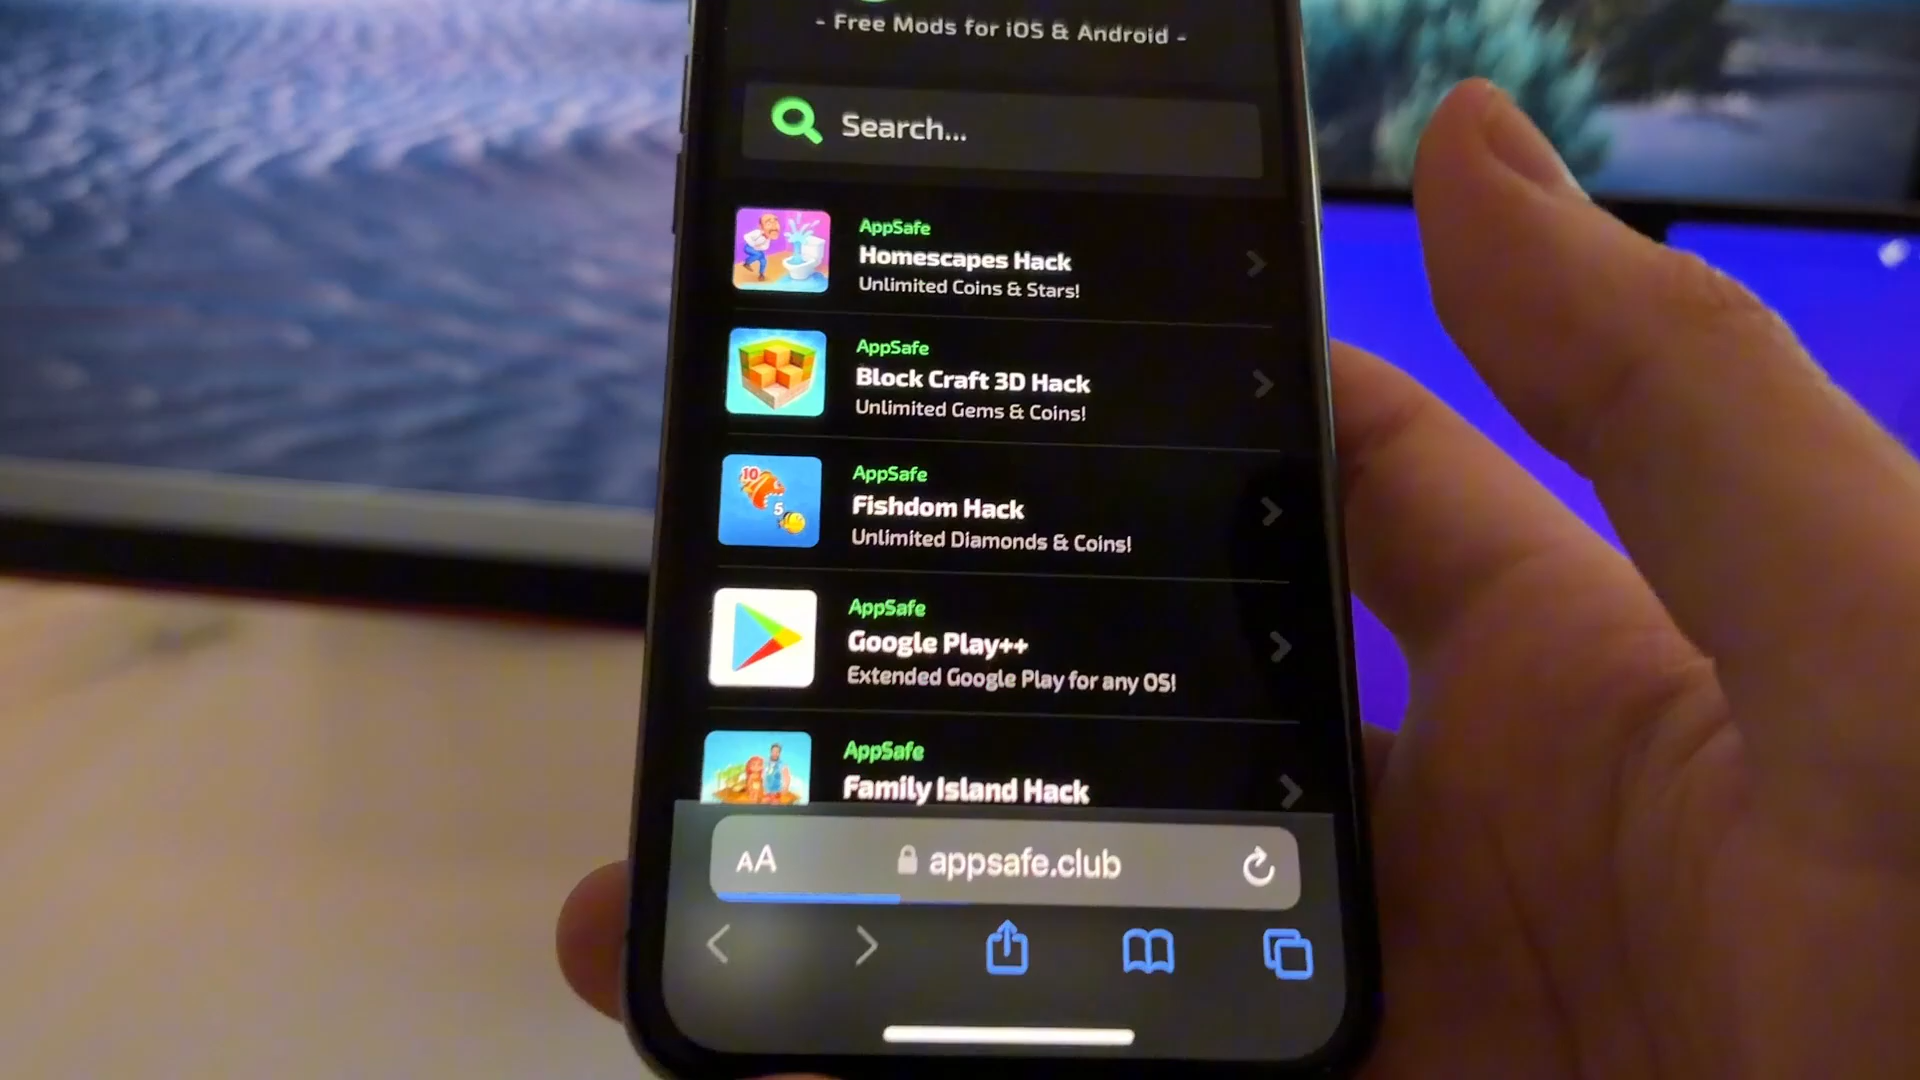 - Free Mods for iOS & Android -
Search...
AppSafe
Homescapes Hack
Unlimited Coins & Stars!
AppSafe
Block Craft 3D Hack
Unlimited Gems & Coins!
10
5
AppSafe
Fishdom Hack
Unlimited Diamonds & Coins!
AppSafe
Google Play++
Extended Google Play for any OS!
AppSafe
Family Island Hack
AA
appsafe.club